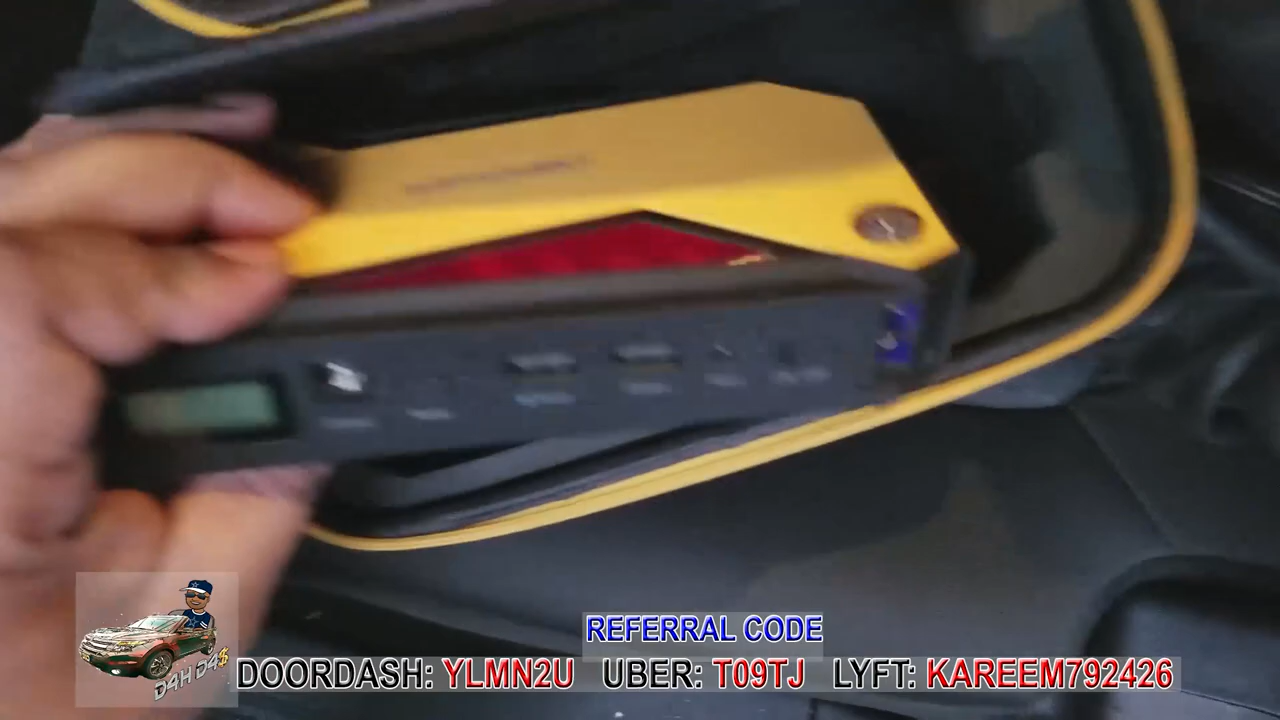 REFERRAL CODE
DOORDASH: YLMN2U UBER: T09TJ LYFT: KAREEM792426
D4H D4$